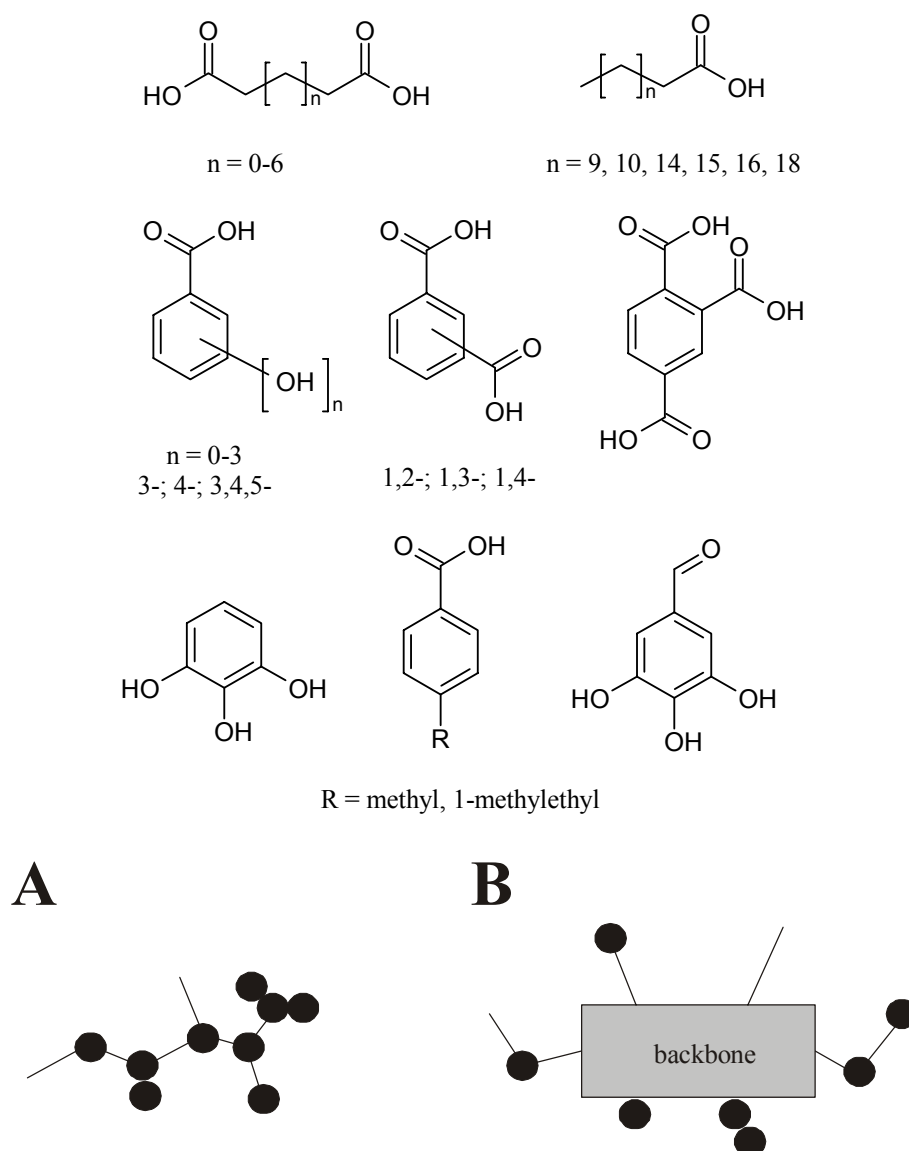 O O O
HO n OH n OH
n = 0-6 n = 9, 10, 14, 15, 16, 18
O OH O OH O OH
O
OH
OH n O
OH HO O
n = 0-3
3-; 4-; 3,4,5- 1,2-; 1,3-; 1,4-
O OH O
HO OH HO OH
OH R OH
R = methyl, 1-methylethyl
A B
backbone